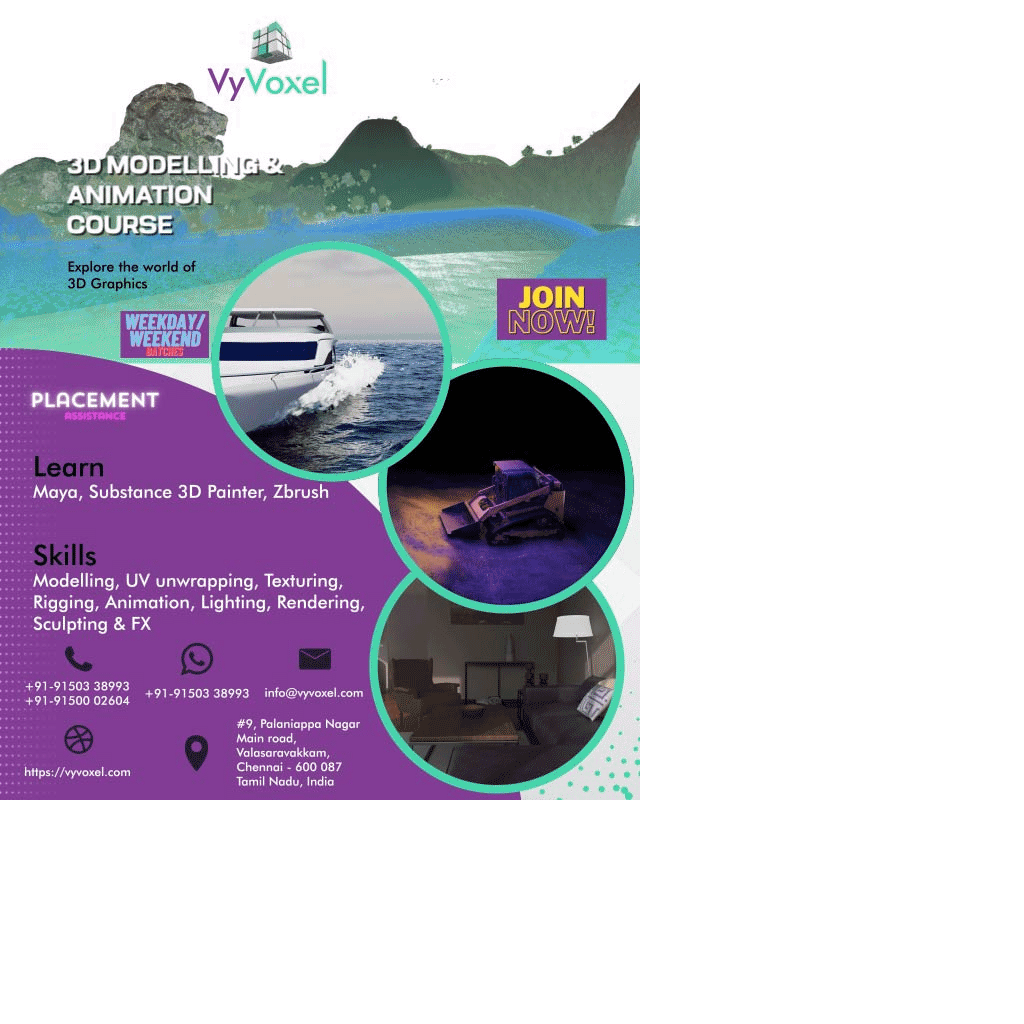 VyVoxel
3D MODELLING &
ANIMATION
COURSE
Explore the world of
3D Graphics
JOIN
NOW!
WEEKDAY/
WEEKEND
BATCHES
PLACEMENT
ASSISTANCE
Learn
Maya, Substance 3D Painter, Zbrush
Skills
Modelling, UV unwrapping, Texturing,
Rigging, Animation, Lighting, Rendering,
Sculpting & FX
+91-91503 38993
+91-91500 02604
+91-91503 38993
info@vyvoxel.com
https://vyvoxel.com
#9, Palaniappa Nagar
Main road,
Valasaravakkam,
Chennai - 600 087
Tamil Nadu, India